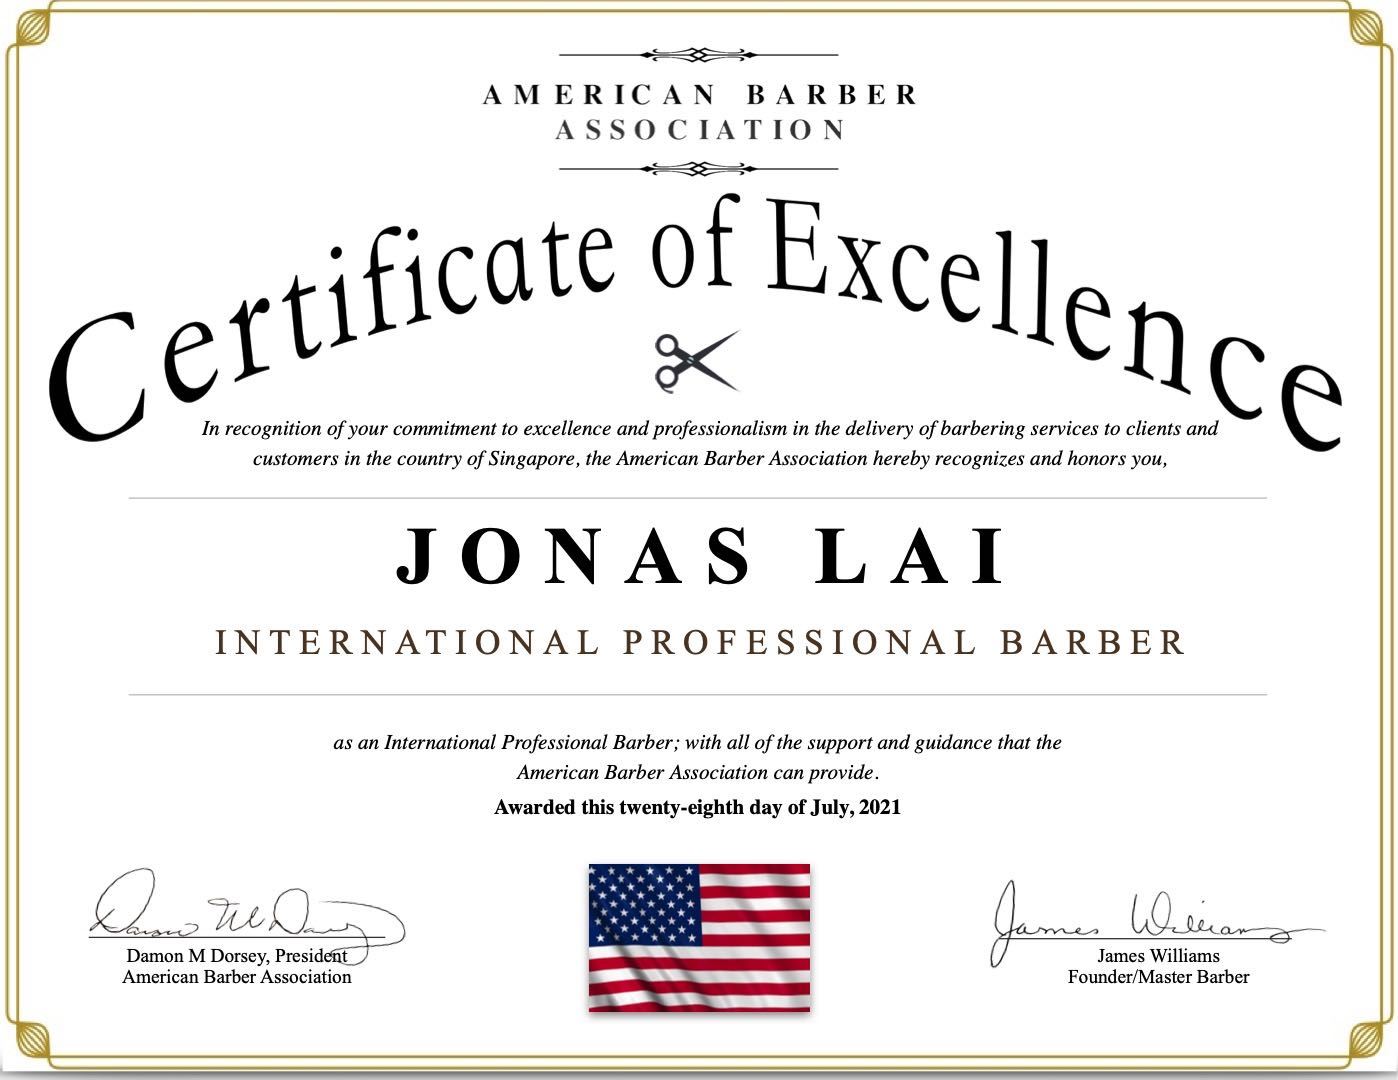 AMERICAN BARBER
ASSOCIATION
Certificate of Excellence
In recognition of your commitment to excellence and professionalism in the delivery of barbering services to clients and
customers in the country of Singapore, the American Barber Association hereby recognizes and honors you,
JONAS LAI
INTERNATIONAL PROFESSIONAL BARBER
as an International Professional Barber; with all of the support and guidance that the
American Barber Association can provide.
Awarded this twenty-eighth day of July, 2021
Damon M Dorsey
James Williams
Damon M Dorsey, President
American Barber Association
James Williams
Founder/Master Barber